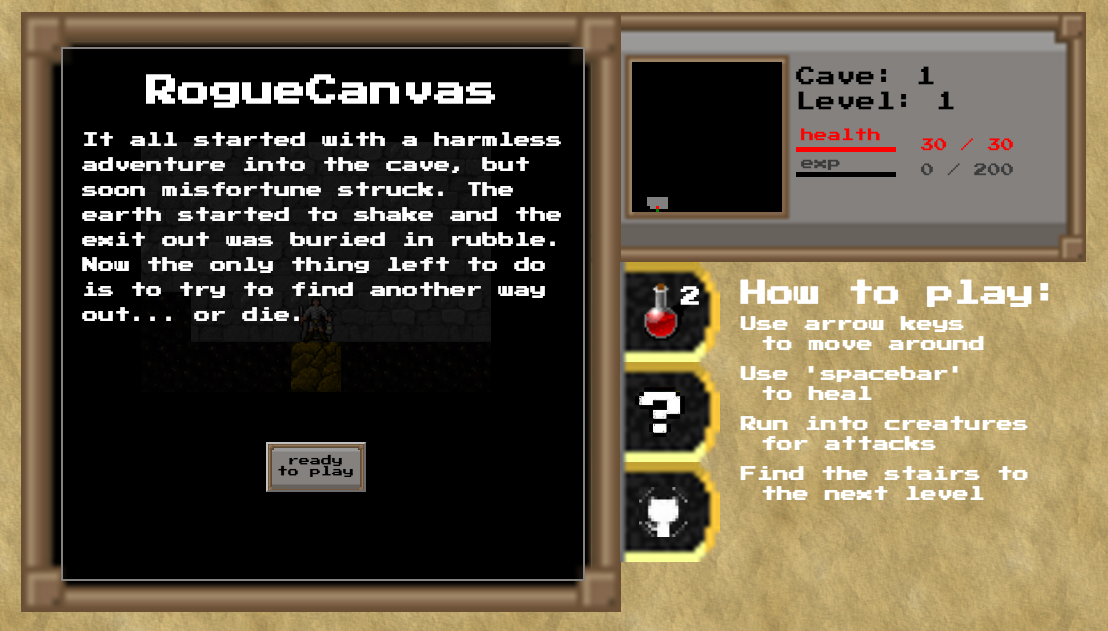 RogueCanvas
It all started with a harmless
adventure into the cave, but
soon misfortune struck. The
earth started to shake and the
exit out was buried in rubble.
Now the only thing left to do
is to try to find another way
out... or die.
ready
to play
Cave: 1
Level: 1
health 30 / 30
exp 0 / 200
2
?
How to play:
Use arrow keys
to move around
Use 'spacebar'
to heal
Run into creatures
for attacks
Find the stairs to
the next level